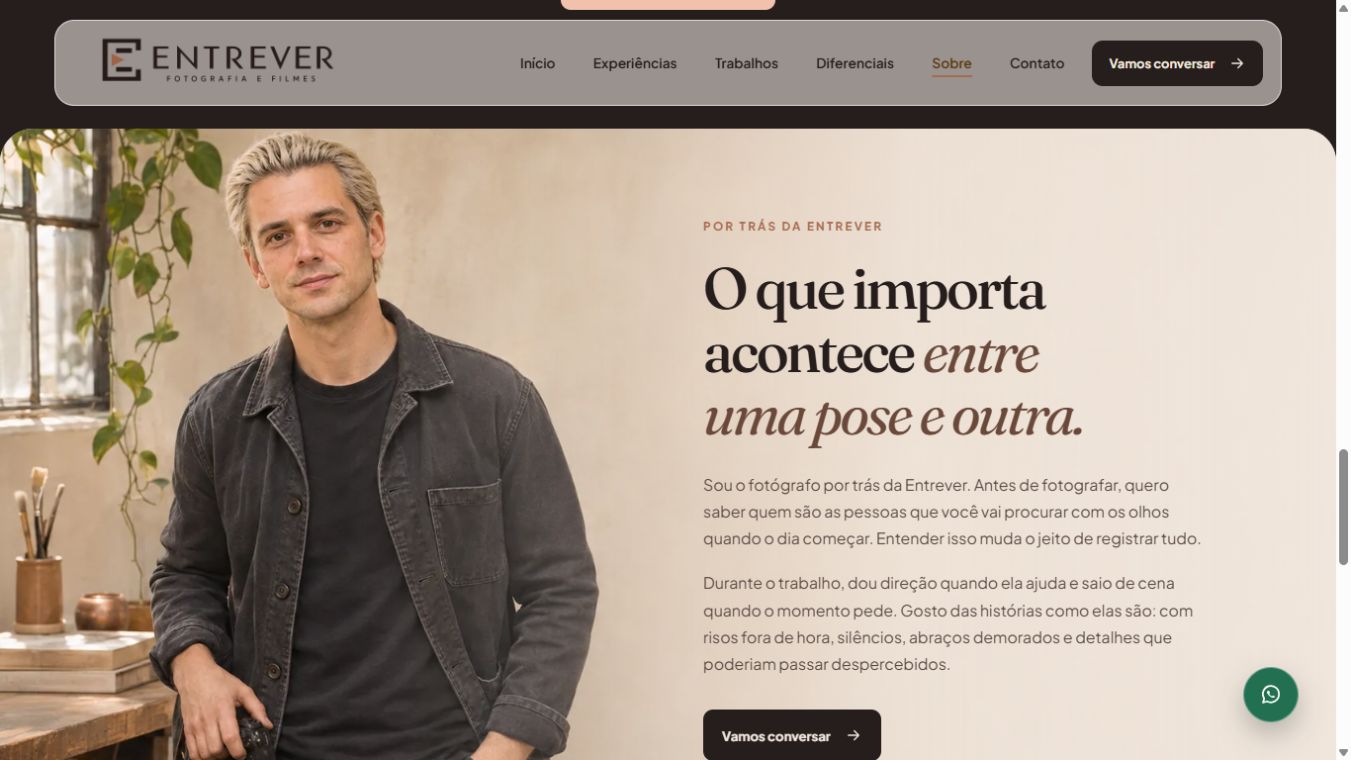 ENTREVER
FOTOGRAFIA E FILMES
Início
Experiências
Trabalhos
Diferenciais
Sobre
Contato
Vamos conversar
POR TRÁS DA ENTREVER
O que importa
acontece entre
uma pose e outra.
Sou o fotógrafo por trás da Entrever. Antes de fotografar, quero
saber quem são as pessoas que você vai procurar com os olhos
quando o dia começar. Entender isso muda o jeito de registrar tudo.
Durante o trabalho, dou direção quando ela ajuda e saio de cena
quando o momento pede. Gosto das histórias como elas são: com
risos fora de hora, silêncios, abraços demorados e detalhes que
poderiam passar despercebidos.
Vamos conversar